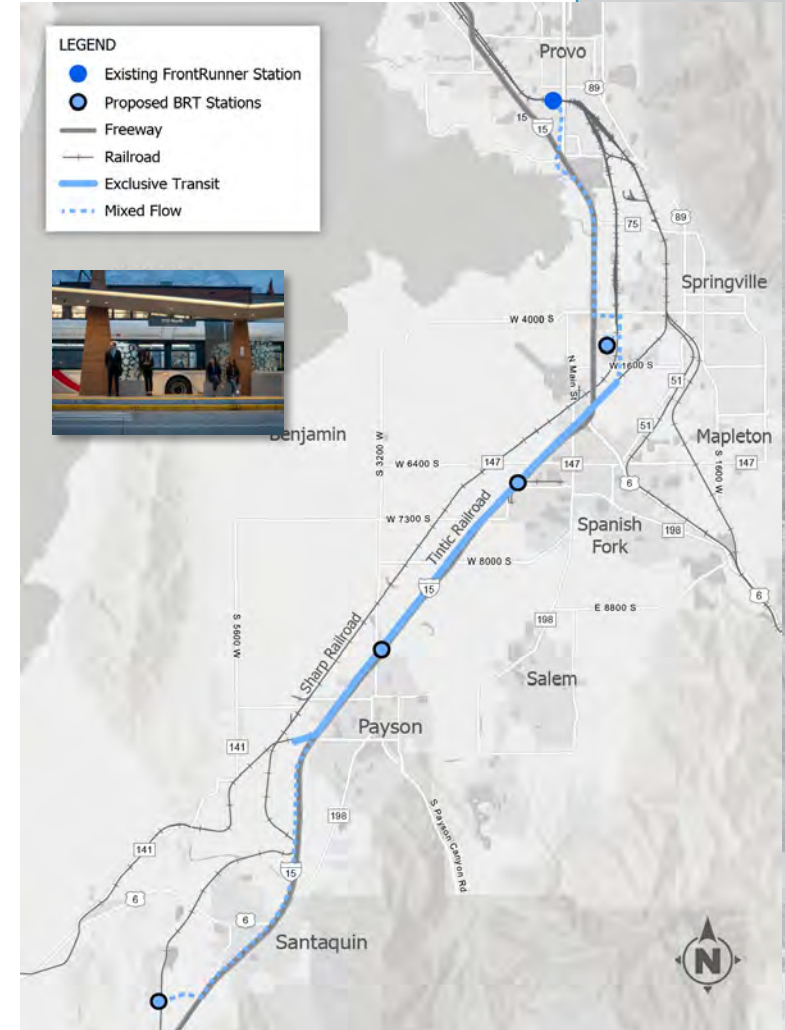 LEGEND
Existing FrontRunner Station
Proposed BRT Stations
Freeway
Railroad
Exclusive Transit
Mixed Flow
Provo
89
15
15
75
89
Springville
W 4000 S
N Main St
W 1600 S
51
51
Mapleton
Benjamin
S 3200 W
W 6400 S
147
147
S 1600 W
147
6
W 7300 S
Tintic Railroad
Spanish
Fork
198
W 8000 S
15
6
S 5600 W
198
E 8800 S
Sharp Railroad
Salem
Payson
141
198
S Payson Canyon Rd
141
15
6
6
Santaquin
N